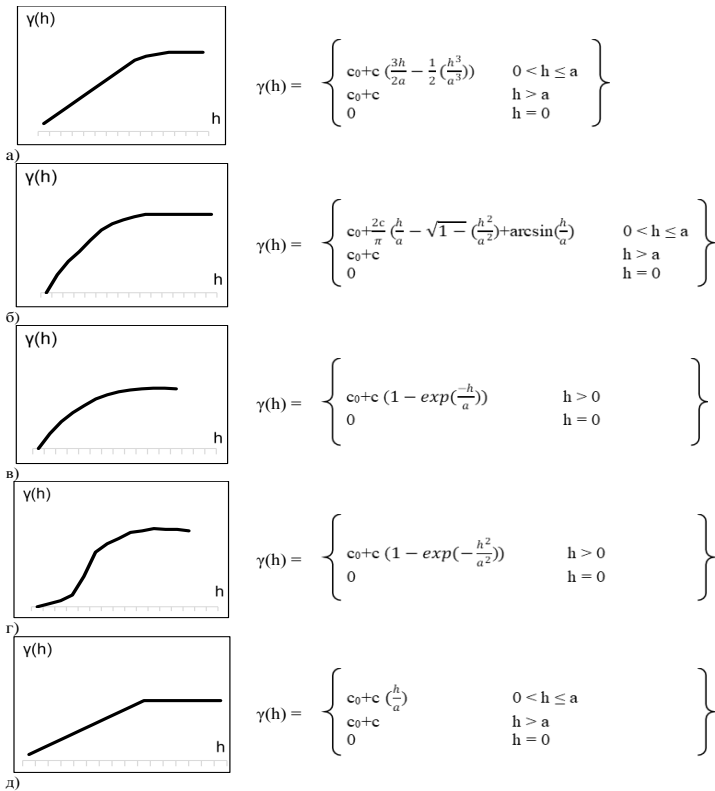 γ(h)
h
γ(h) = { c₀+c (3h/2a − 1/2 (h³/a³)) 0 < h ≤ a
c₀+c h > a
0 h = 0 }
а)
γ(h)
h
γ(h) = { c₀+2c/π (h/a − √1 − (h²/a²)+arcsin(h/a) 0 < h ≤ a
c₀+c h > a
0 h = 0 }
б)
γ(h)
h
γ(h) = { c₀+c (1 − exp(−h/a)) h > 0
0 h = 0 }
в)
γ(h)
h
γ(h) = { c₀+c (1 − exp(−h²/a²)) h > 0
0 h = 0 }
г)
γ(h)
h
γ(h) = { c₀+c (h/a) 0 < h ≤ a
c₀+c h > a
0 h = 0 }
д)